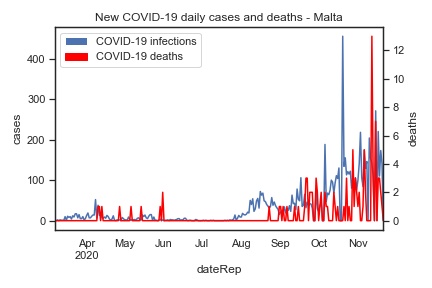 New COVID-19 daily cases and deaths - Malta
COVID-19 infections
COVID-19 deaths
cases
400
300
200
100
0
deaths
12
10
8
6
4
2
0
Apr May Jun Jul Aug Sep Oct Nov
2020
dateRep